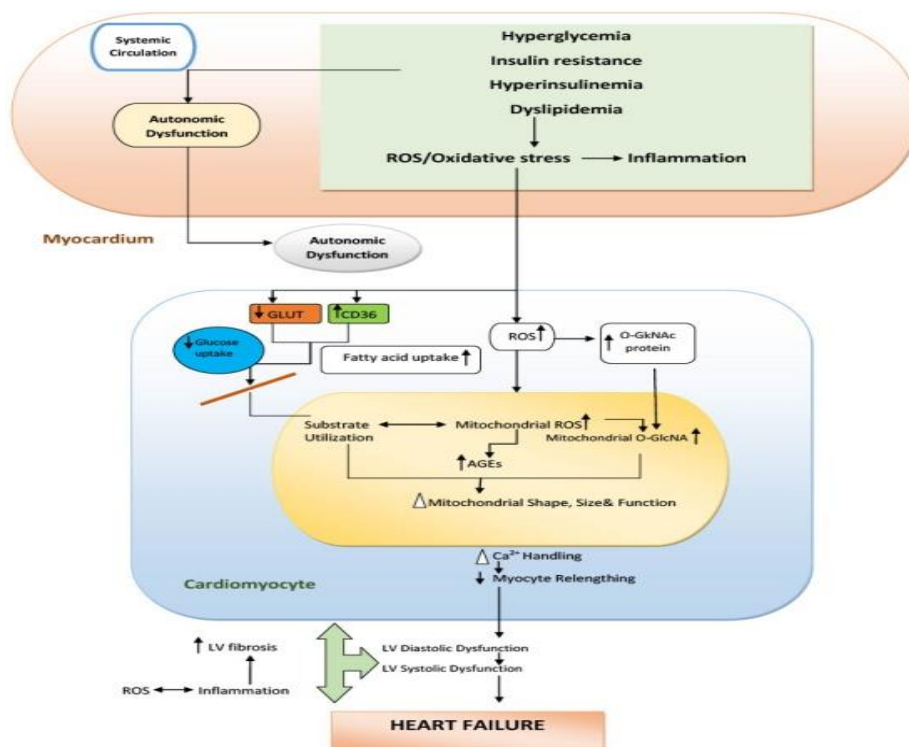 Systemic
Circulation
Hyperglycemia
Insulin resistance
Hyperinsulinemia
Dyslipidemia
Autonomic
Dysfunction
ROS/Oxidative stress
Inflammation
Myocardium
Autonomic
Dysfunction
GLUT
CD36
Glucose
uptake
Fatty acid uptake
ROS
O-GkNAc
protein
Substrate
Utilization
Mitochondrial ROS
Mitochondrial O-GlcNA
AGEs
Mitochondrial Shape, Size& Function
Ca²⁺ Handling
Myocyte Relengthing
Cardiomyocyte
LV fibrosis
ROS
Inflammation
LV Diastolic Dysfunction
LV Systolic Dysfunction
HEART FAILURE